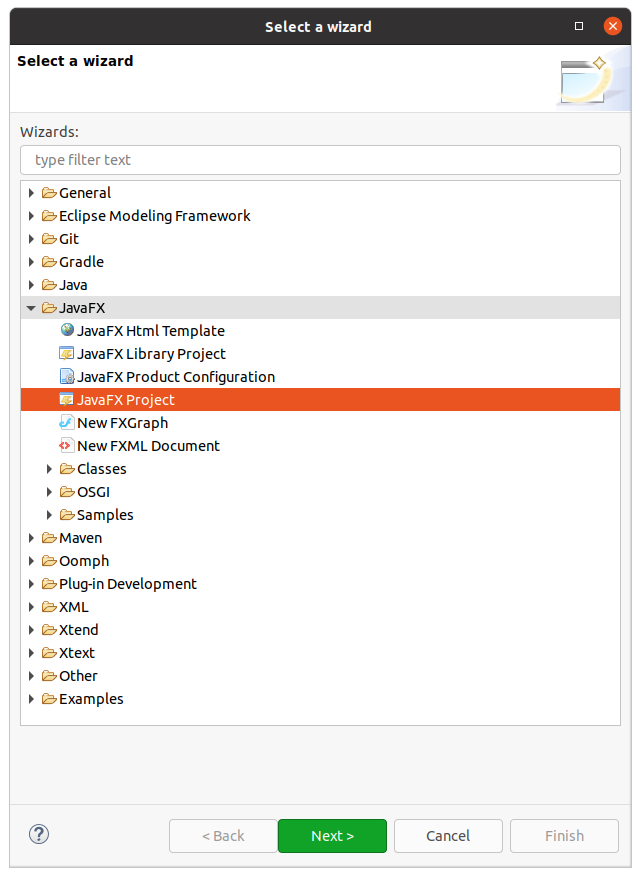 Select a wizard
Select a wizard
Wizards:
type filter text
General
Eclipse Modeling Framework
Git
Gradle
Java
JavaFX
JavaFX Html Template
JavaFX Library Project
JavaFX Product Configuration
JavaFX Project
New FXGraph
New FXML Document
Classes
OSGI
Samples
Maven
Oomph
Plug-in Development
XML
Xtend
Xtext
Other
Examples
? < Back Next > Cancel Finish